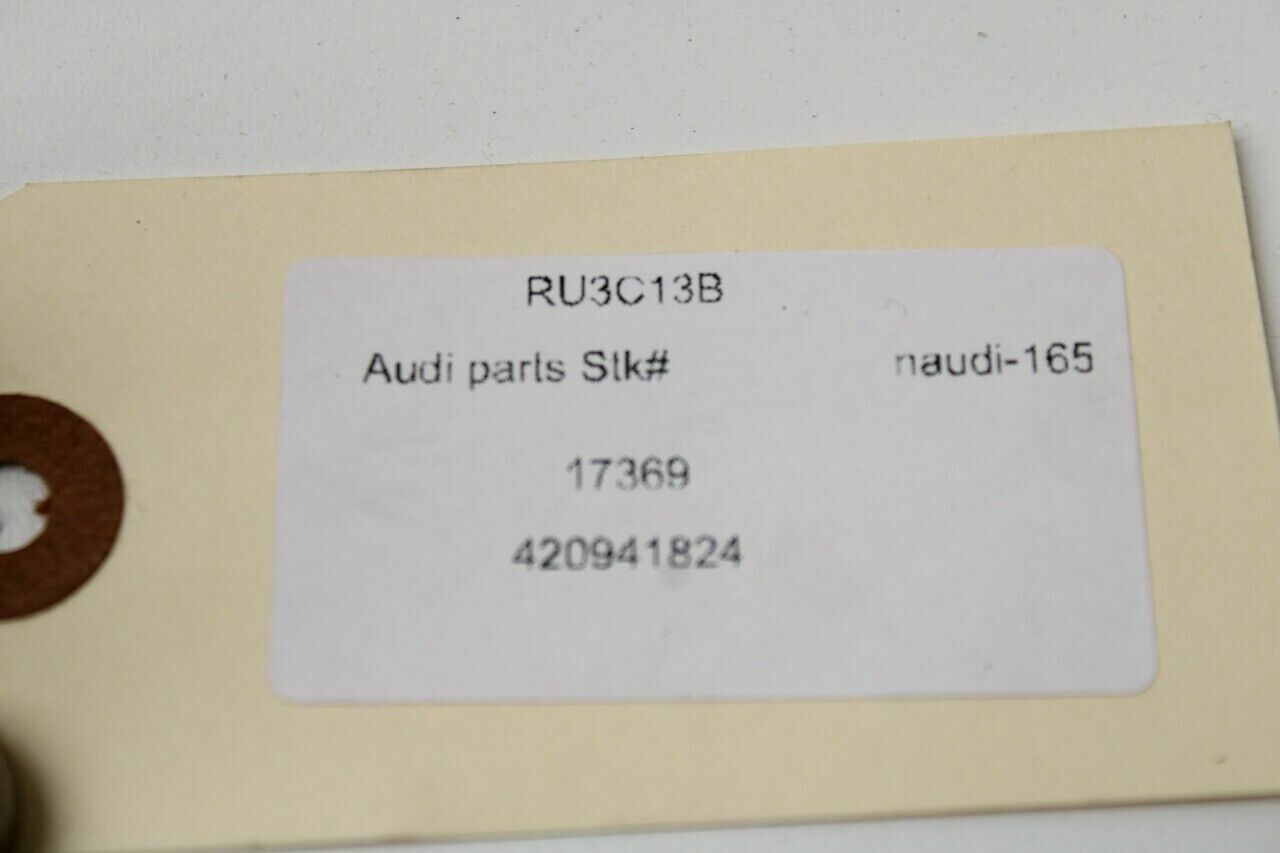 RU3C13B
Audi parts Stk# naudi-165
17369
420941824